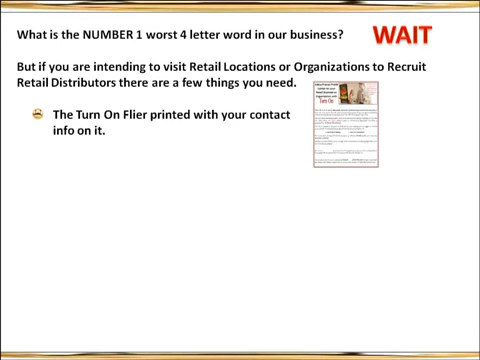 What is the NUMBER 1 worst 4 letter word in our business? WAIT
But if you are intending to visit Retail Locations or Organizations to Recruit
Retail Distributors there are a few things you need.
The Turn On Flier printed with your contact
info on it.
Turn On